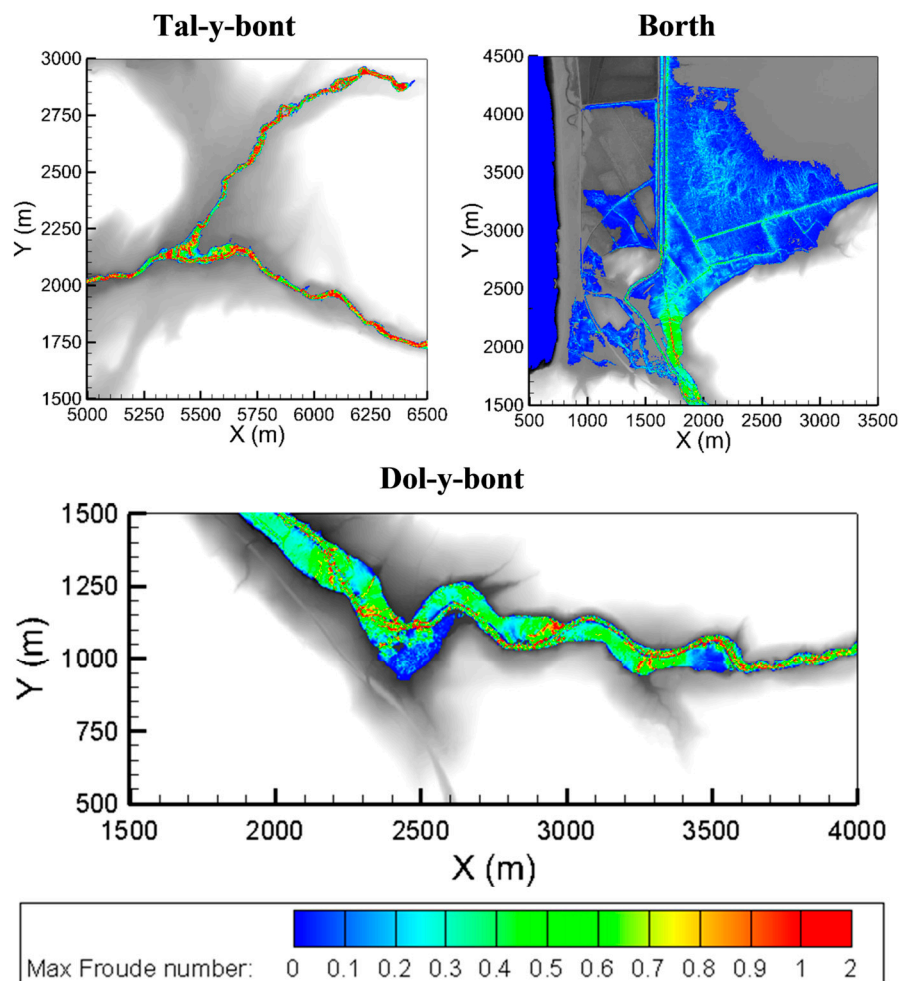 Tal-y-bont
Borth
3000
2750
2500
2250
2000
1750
1500
Y (m)
5000 5250 5500 5750 6000 6250 6500
X (m)
4500
4000
3500
3000
2500
2000
1500
Y (m)
500 1000 1500 2000 2500 3000 3500
X (m)
Dol-y-bont
1500
1250
1000
750
500
Y (m)
1500 2000 2500 3000 3500 4000
X (m)
Max Froude number: 0 0.1 0.2 0.3 0.4 0.5 0.6 0.7 0.8 0.9 1 2